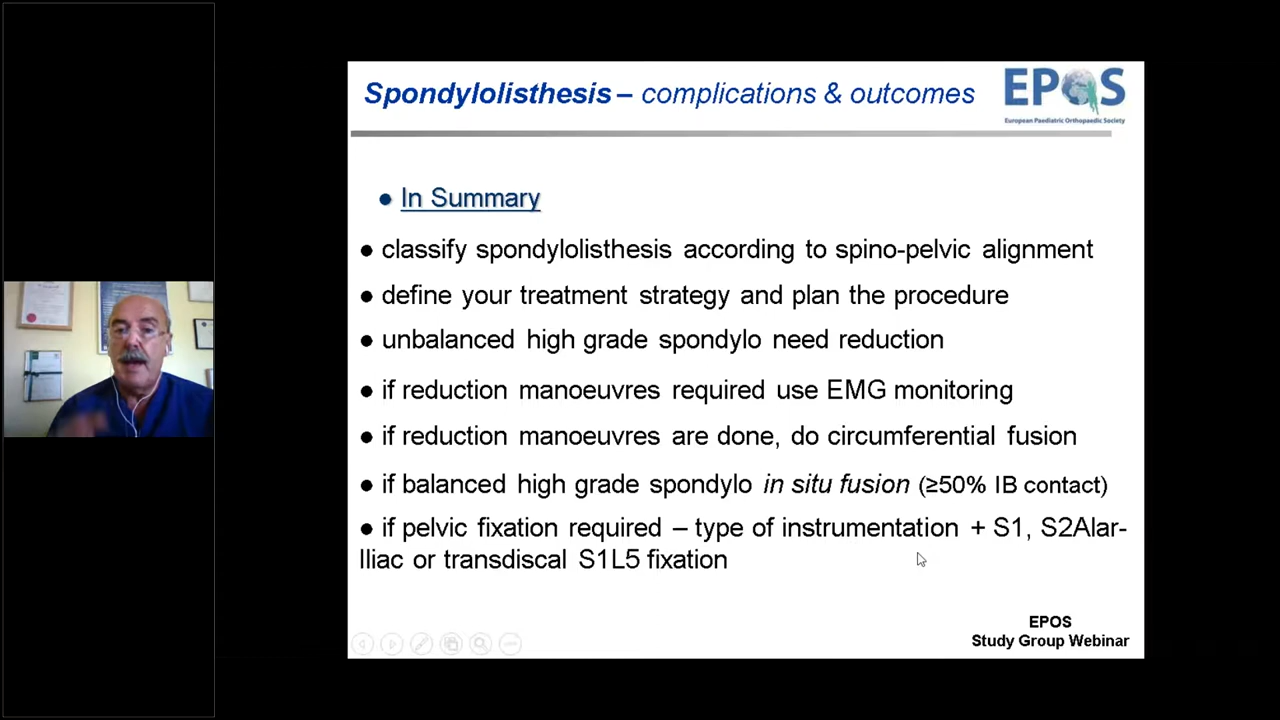 Spondylolisthesis – complications & outcomes
EPOS
European Paediatric Orthopaedic Society
● In Summary
● classify spondylolisthesis according to spino-pelvic alignment
● define your treatment strategy and plan the procedure
● unbalanced high grade spondylo need reduction
● if reduction manoeuvres required use EMG monitoring
● if reduction manoeuvres are done, do circumferential fusion
● if balanced high grade spondylo in situ fusion (≥50% IB contact)
● if pelvic fixation required – type of instrumentation + S1, S2Alar-
Iliac or transdiscal S1L5 fixation
EPOS
Study Group Webinar